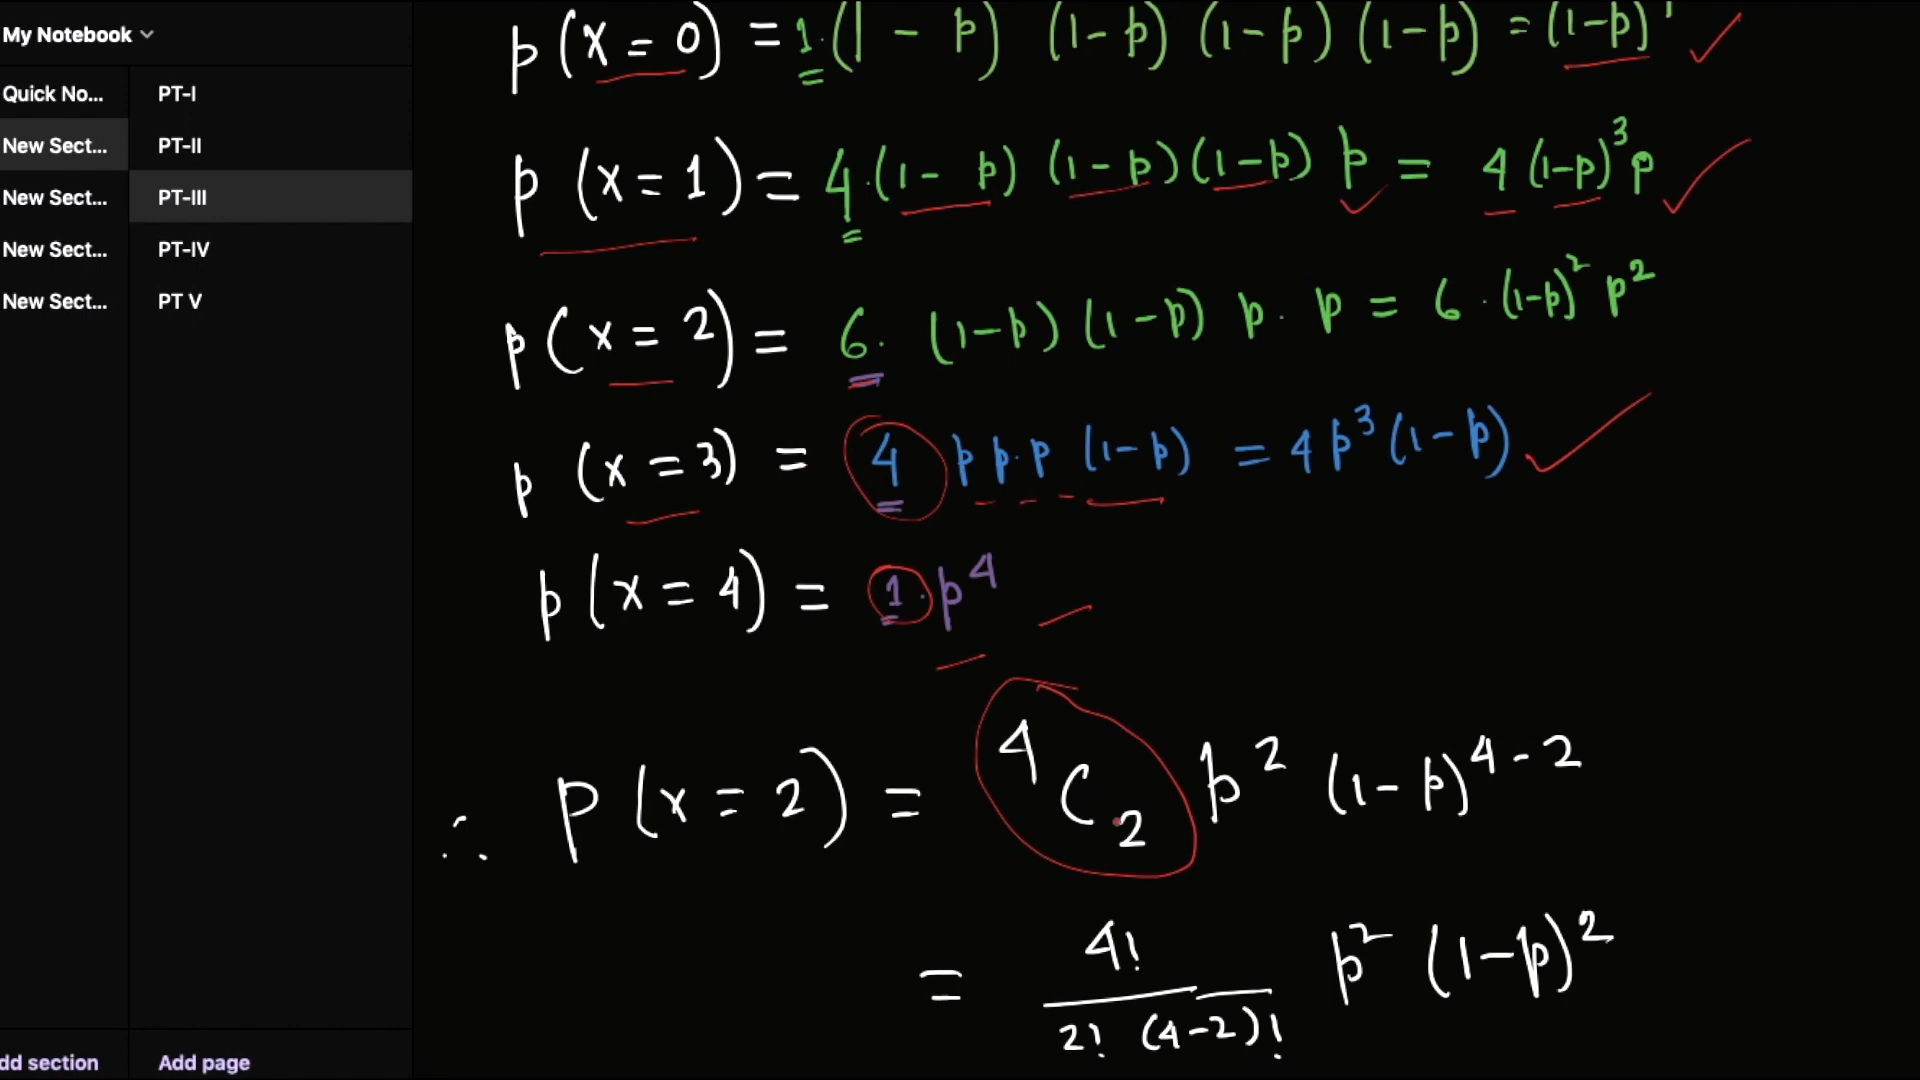 My Notebook
Quick No...
New Sect...
New Sect...
New Sect...
New Sect...
PT-I
PT-II
PT-III
PT-IV
PT V
dd section
Add page
p(x=0) = 1·(1-p) (1-p) (1-p) (1-p) = (1-p)
p(x=1) = 4·(1-p) (1-p)(1-p) p = 4 (1-p)³p
p(x=2) = 6· (1-p) (1-p) p. p = 6 · (1-p)² p²
p(x=3) = 4 p p·p (1-p) = 4 p³ (1-p)
p(x=4) = 1·p⁴
∴ P(x=2) = ⁴C₂ p² (1-p)⁴⁻²
= 4! / 2! (4-2)! p² (1-p)²